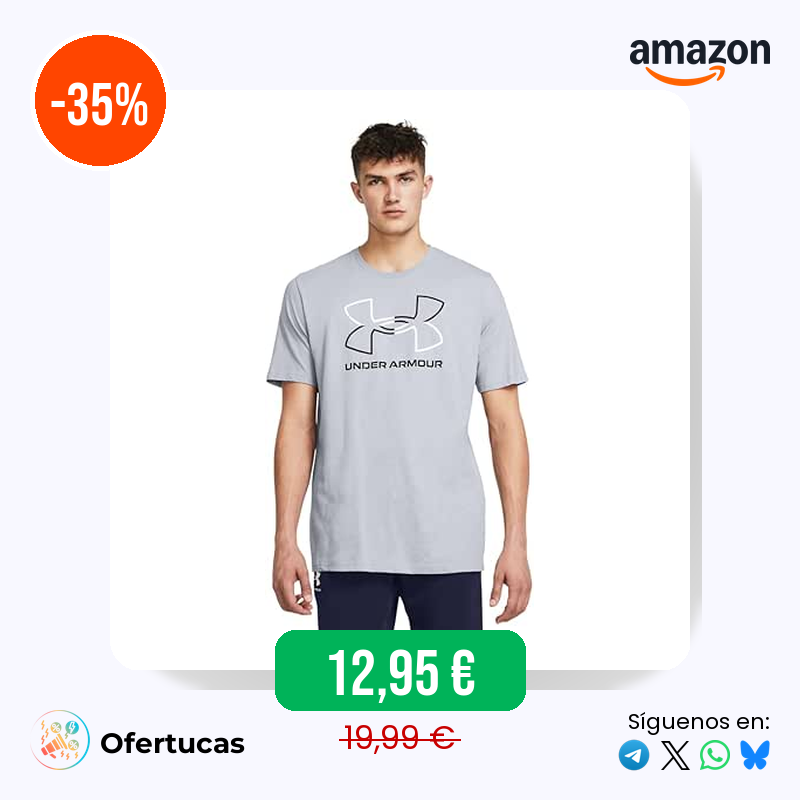 -35%
amazon
UNDER ARMOUR
12,95 €
19,99 €
Ofertucas
Síguenos en: